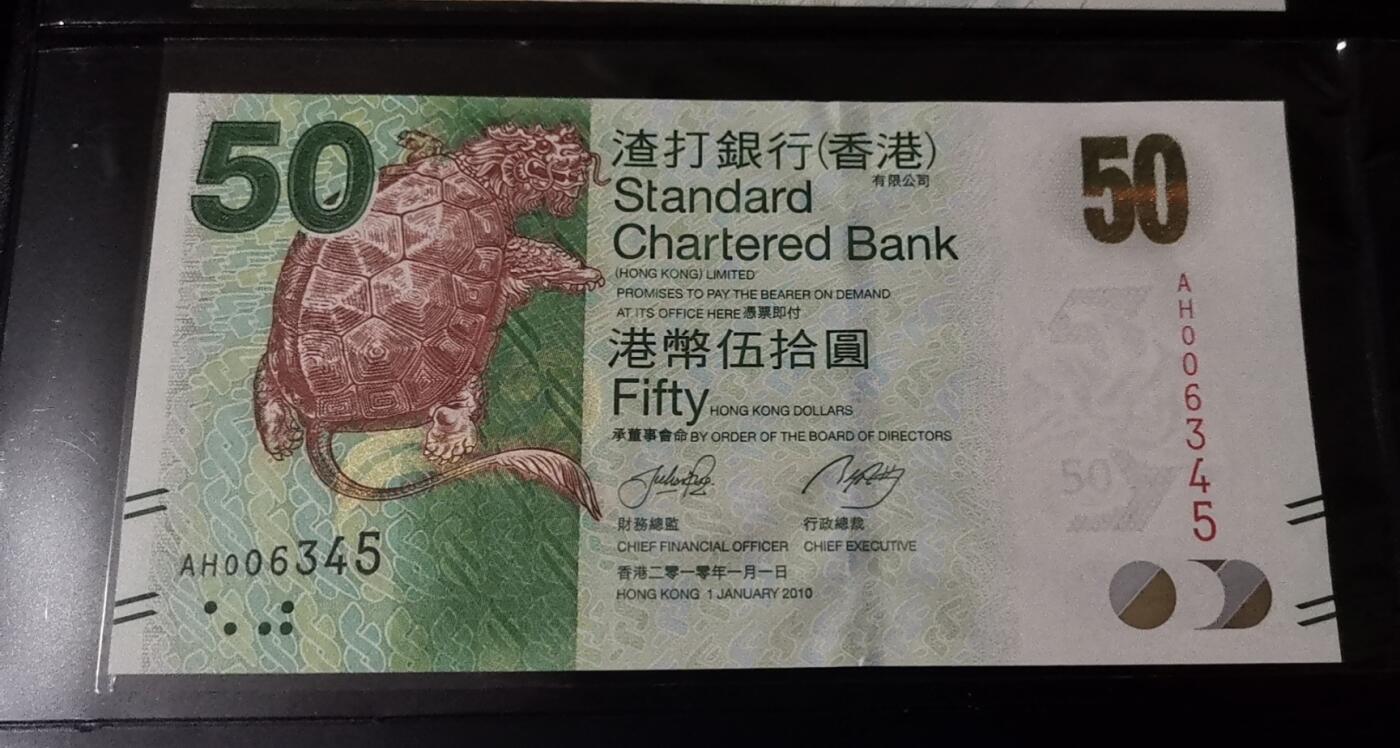 50
渣打銀行(香港)
有限公司
Standard
Chartered Bank
(HONG KONG) LIMITED
PROMISES TO PAY THE BEARER ON DEMAND
AT ITS OFFICE HERE 憑票即付
港幣伍拾圓
Fifty HONG KONG DOLLARS
承董事會命 BY ORDER OF THE BOARD OF DIRECTORS
財務總監 行政總裁
CHIEF FINANCIAL OFFICER CHIEF EXECUTIVE
香港二零一零年一月一日
HONG KONG 1 JANUARY 2010
AH006345
50
AH006345
50